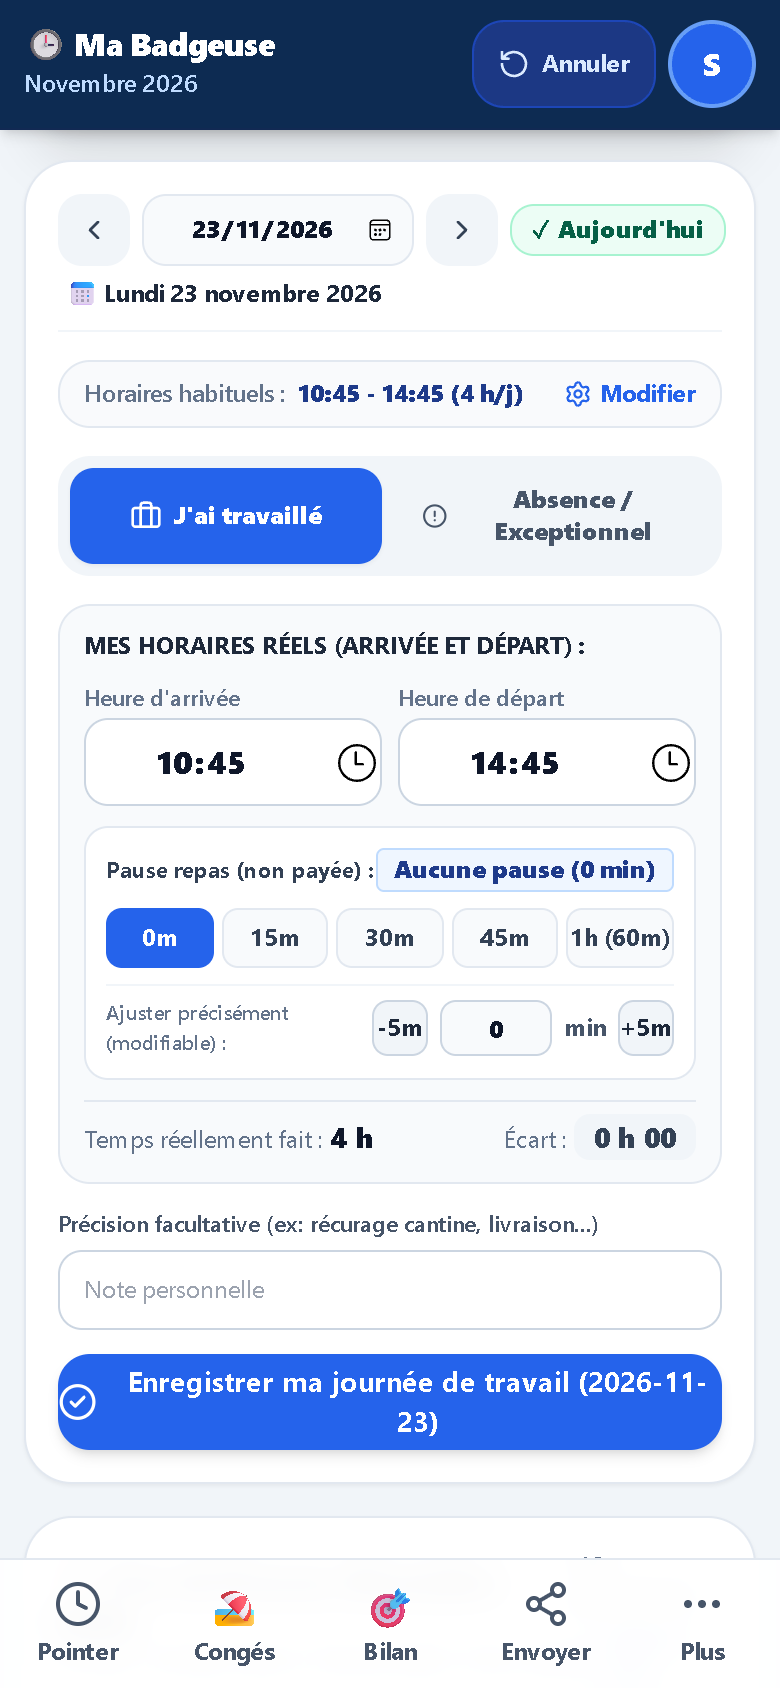 Ma Badgeuse
Novembre 2026
Annuler
S
23/11/2026
✓ Aujourd'hui
Lundi 23 novembre 2026
Horaires habituels : 10:45 - 14:45 (4 h/j)
Modifier
J'ai travaillé
Absence /
Exceptionnel
MES HORAIRES RÉELS (ARRIVÉE ET DÉPART) :
Heure d'arrivée
Heure de départ
10:45
14:45
Pause repas (non payée) :
Aucune pause (0 min)
0m
15m
30m
45m
1h (60m)
Ajuster précisément
(modifiable) :
-5m
0
min
+5m
Temps réellement fait : 4 h
Écart : 0 h 00
Précision facultative (ex: récurage cantine, livraison...)
Note personnelle
Enregistrer ma journée de travail (2026-11-
23)
Pointer
Congés
Bilan
Envoyer
Plus